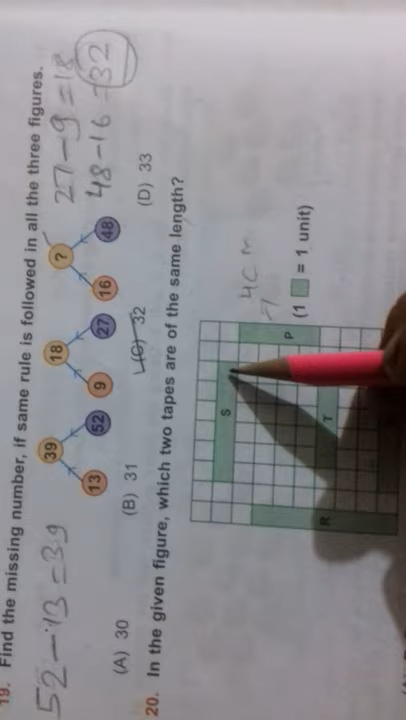 19. Find the missing number, if same rule is followed in all the three figures.
52-13=39
27-9=18
48-16=32
39 18 ?
13 52 9 27 16 48
(A) 30 (B) 31 (C) 32 (D) 33
20. In the given figure, which two tapes are of the same length?
S
P
R
T
(1 = 1 unit)